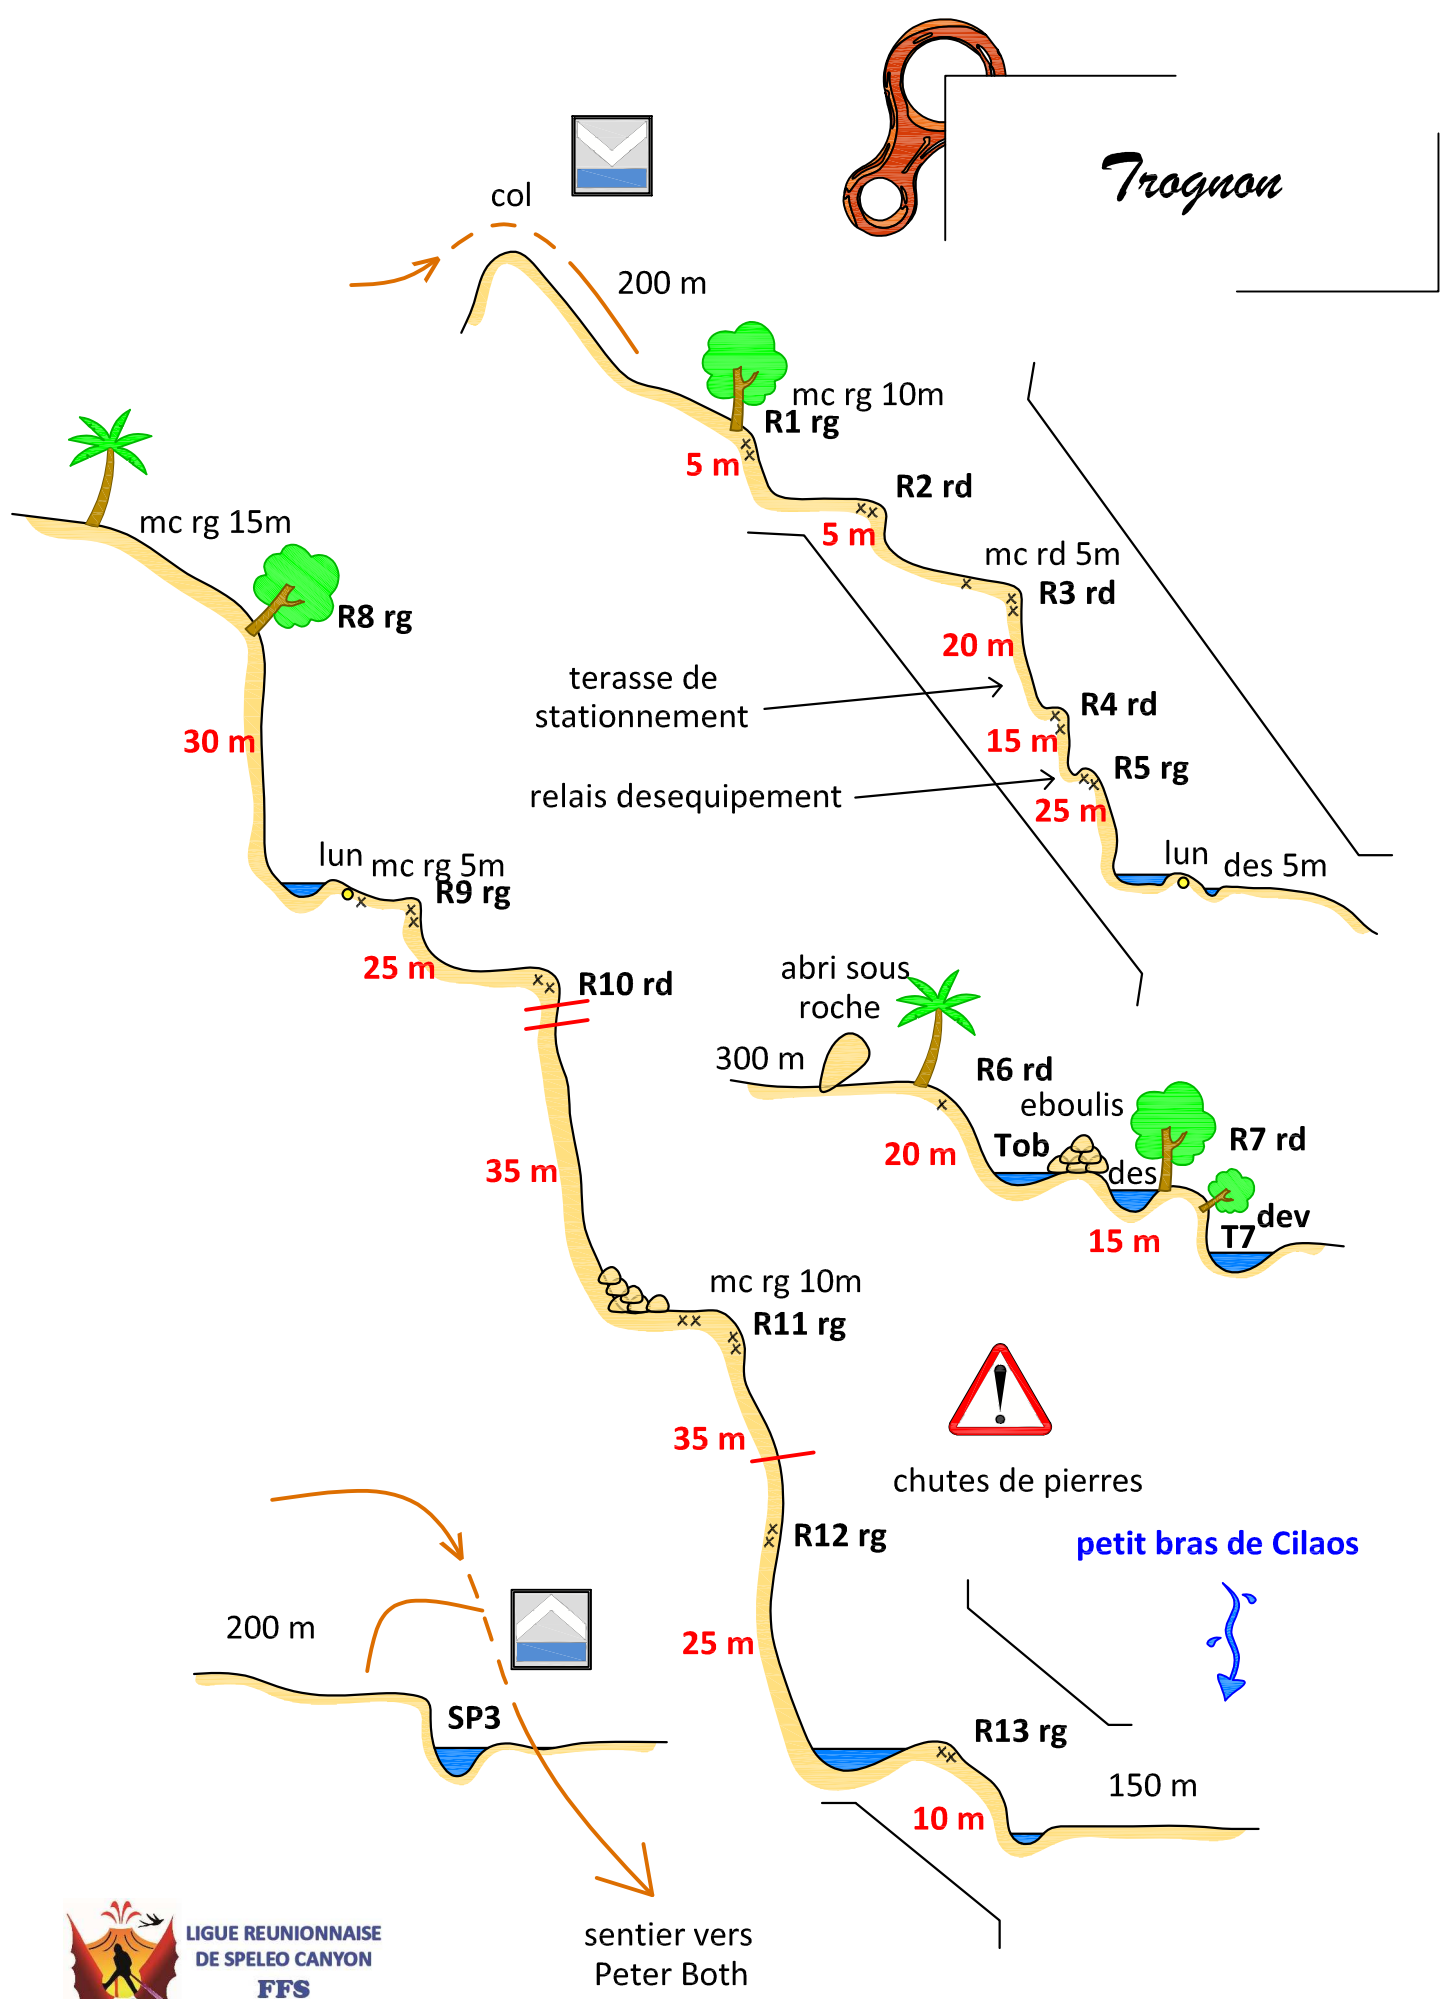 Trognon
col
200 m
mc rg 10m
R1 rg
5 m
R2 rd
5 m
mc rd 5m
R3 rd
20 m
terasse de
stationnement
R4 rd
15 m
R5 rg
relais desequipement
25 m
lun des 5m
abri sous
roche
300 m
R6 rd
eboulis
20 m
Tob
des
R7 rd
15 m
T7 dev
mc rg 15m
R8 rg
30 m
lun mc rg 5m
R9 rg
25 m
R10 rd
35 m
mc rg 10m
R11 rg
35 m
chutes de pierres
R12 rg
petit bras de Cilaos
25 m
R13 rg
10 m
150 m
200 m
SP3
sentier vers
Peter Both
LIGUE REUNIONNAISE
DE SPELEO CANYON
FFS